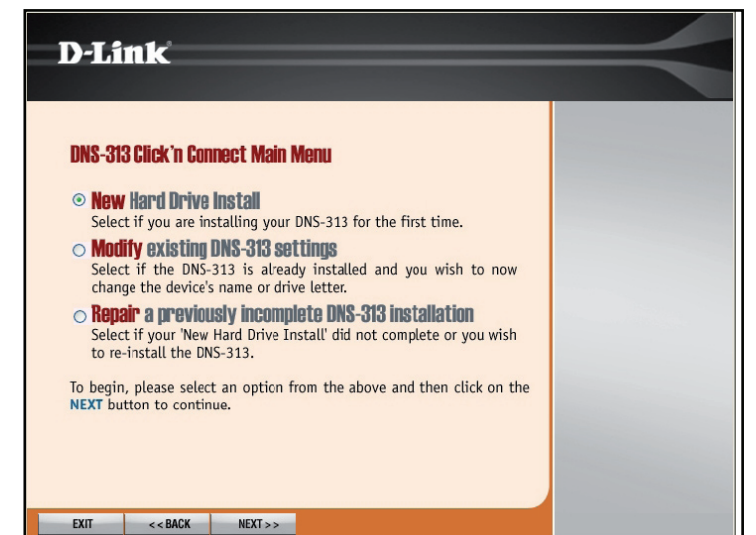 D-Link
DNS-313 Click'n Connect Main Menu
New Hard Drive Install
Select if you are installing your DNS-313 for the first time.
Modify existing DNS-313 settings
Select if the DNS-313 is already installed and you wish to now
change the device's name or drive letter.
Repair a previously incomplete DNS-313 installation
Select if your 'New Hard Drive Install' did not complete or you wish
to re-install the DNS-313.
To begin, please select an option from the above and then click on the
NEXT button to continue.
EXIT
<< BACK
NEXT >>